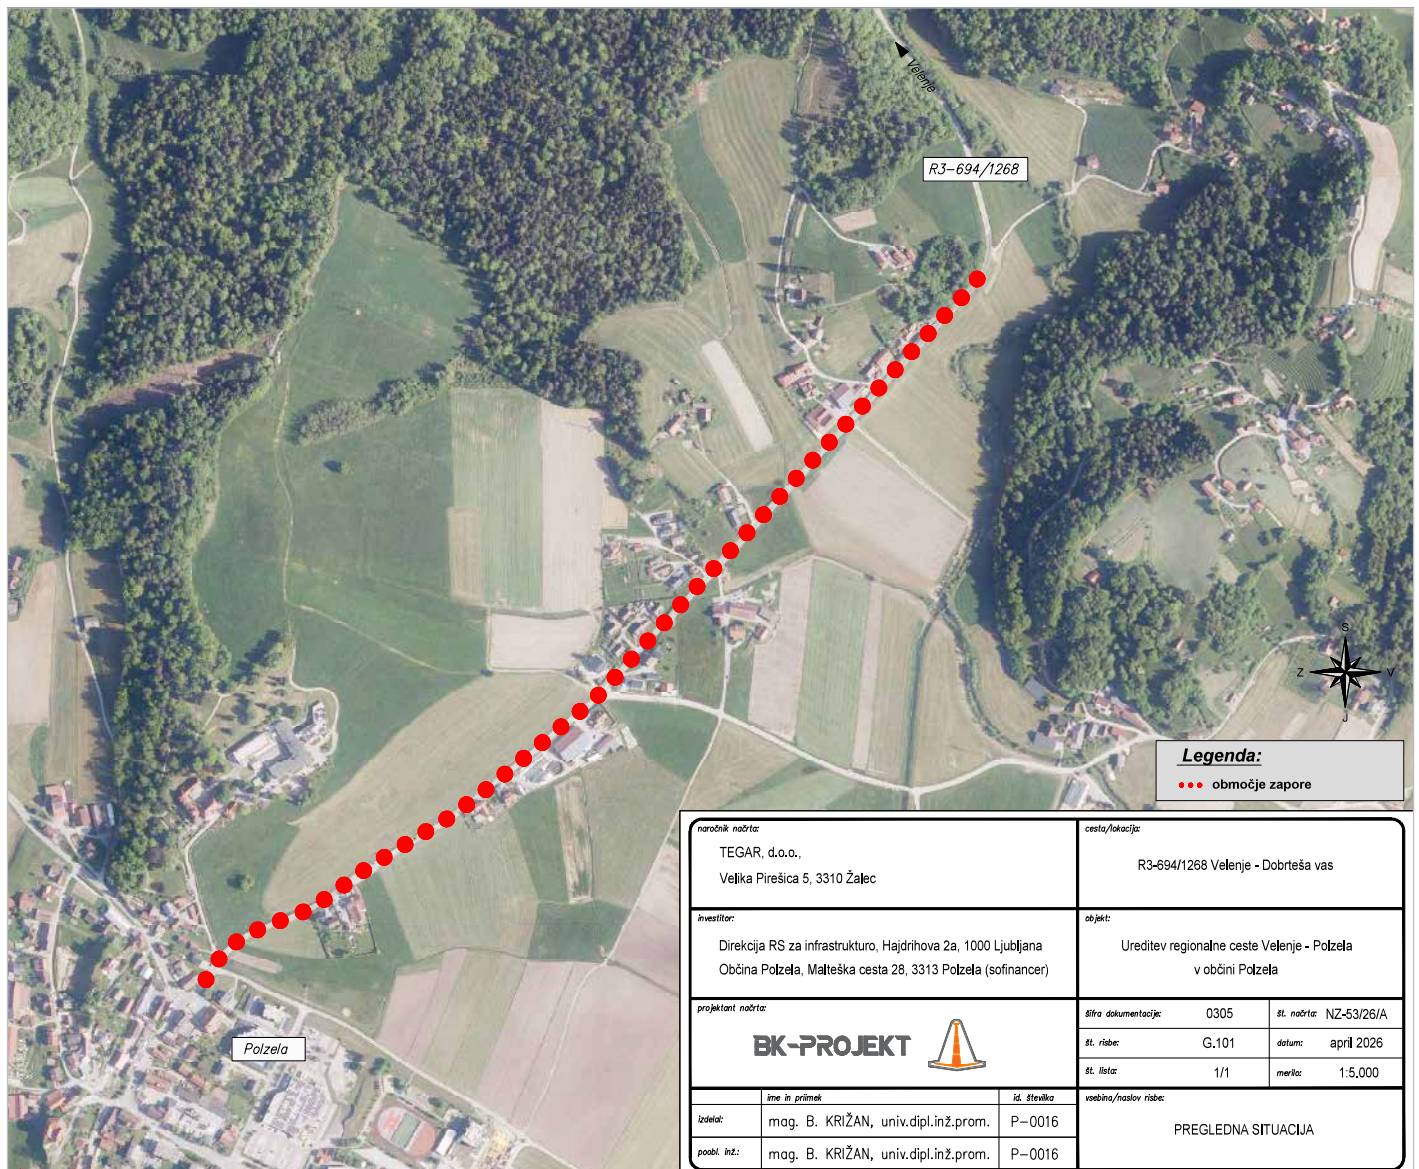 Velenje
R3-694/1268
S
Z
V
J
Legenda:
območje zapore
Polzela
naročnik načrta:
TEGAR, d.o.o.,
Velika Pirešica 5, 3310 Žalec
cesta/lokacija:
R3-694/1268 Velenje - Dobrteša vas
investitor:
Direkcija RS za infrastrukturo, Hajdrihova 2a, 1000 Ljubljana
Občina Polzela, Malteška cesta 28, 3313 Polzela (sofinancer)
objekt:
Ureditev regionalne ceste Velenje - Polzela
v občini Polzela
projektant načrta:
BK-PROJEKT
šifra dokumentacije: 0305
št. načrta: NZ-53/26/A
št. risbe: G.101
datum: april 2026
št. lista: 1/1
merilo: 1:5.000
ime in priimek
id. številka
izdelal: mag. B. KRIŽAN, univ.dipl.inž.prom. P-0016
poobl. inž.: mag. B. KRIŽAN, univ.dipl.inž.prom. P-0016
vsebina/naslov risbe:
PREGLEDNA SITUACIJA